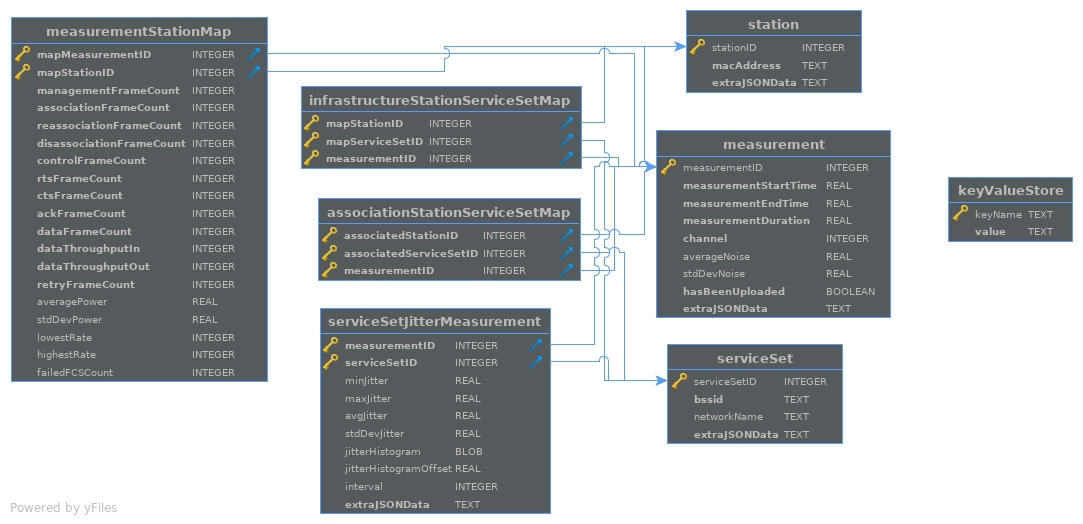 measurementStationMap
mapMeasurementID INTEGER
mapStationID INTEGER
managementFrameCount INTEGER
associationFrameCount INTEGER
reassociationFrameCount INTEGER
disassociationFrameCount INTEGER
controlFrameCount INTEGER
rtsFrameCount INTEGER
ctsFrameCount INTEGER
ackFrameCount INTEGER
dataFrameCount INTEGER
dataThroughputIn INTEGER
dataThroughputOut INTEGER
retryFrameCount INTEGER
averagePower REAL
stdDevPower REAL
lowestRate INTEGER
highestRate INTEGER
failedFCSCount INTEGER
infrastructureStationServiceSetMap
mapStationID INTEGER
mapServiceSetID INTEGER
measurementID INTEGER
associationStationServiceSetMap
associatedStationID INTEGER
associatedServiceSetID INTEGER
measurementID INTEGER
serviceSetJitterMeasurement
measurementID INTEGER
serviceSetID INTEGER
minJitter REAL
maxJitter REAL
avgJitter REAL
stdDevJitter REAL
jitterHistogram BLOB
jitterHistogramOffset REAL
interval INTEGER
extraJSONData TEXT
station
stationID INTEGER
macAddress TEXT
extraJSONData TEXT
measurement
measurementID INTEGER
measurementStartTime REAL
measurementEndTime REAL
measurementDuration REAL
channel INTEGER
averageNoise REAL
stdDevNoise REAL
hasBeenUploaded BOOLEAN
extraJSONData TEXT
serviceSet
serviceSetID INTEGER
bssid TEXT
networkName TEXT
extraJSONData TEXT
keyValueStore
keyName TEXT
value TEXT
Powered by yFiles